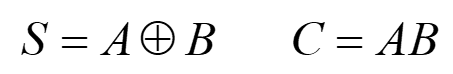 S = A ⊕ B C = AB